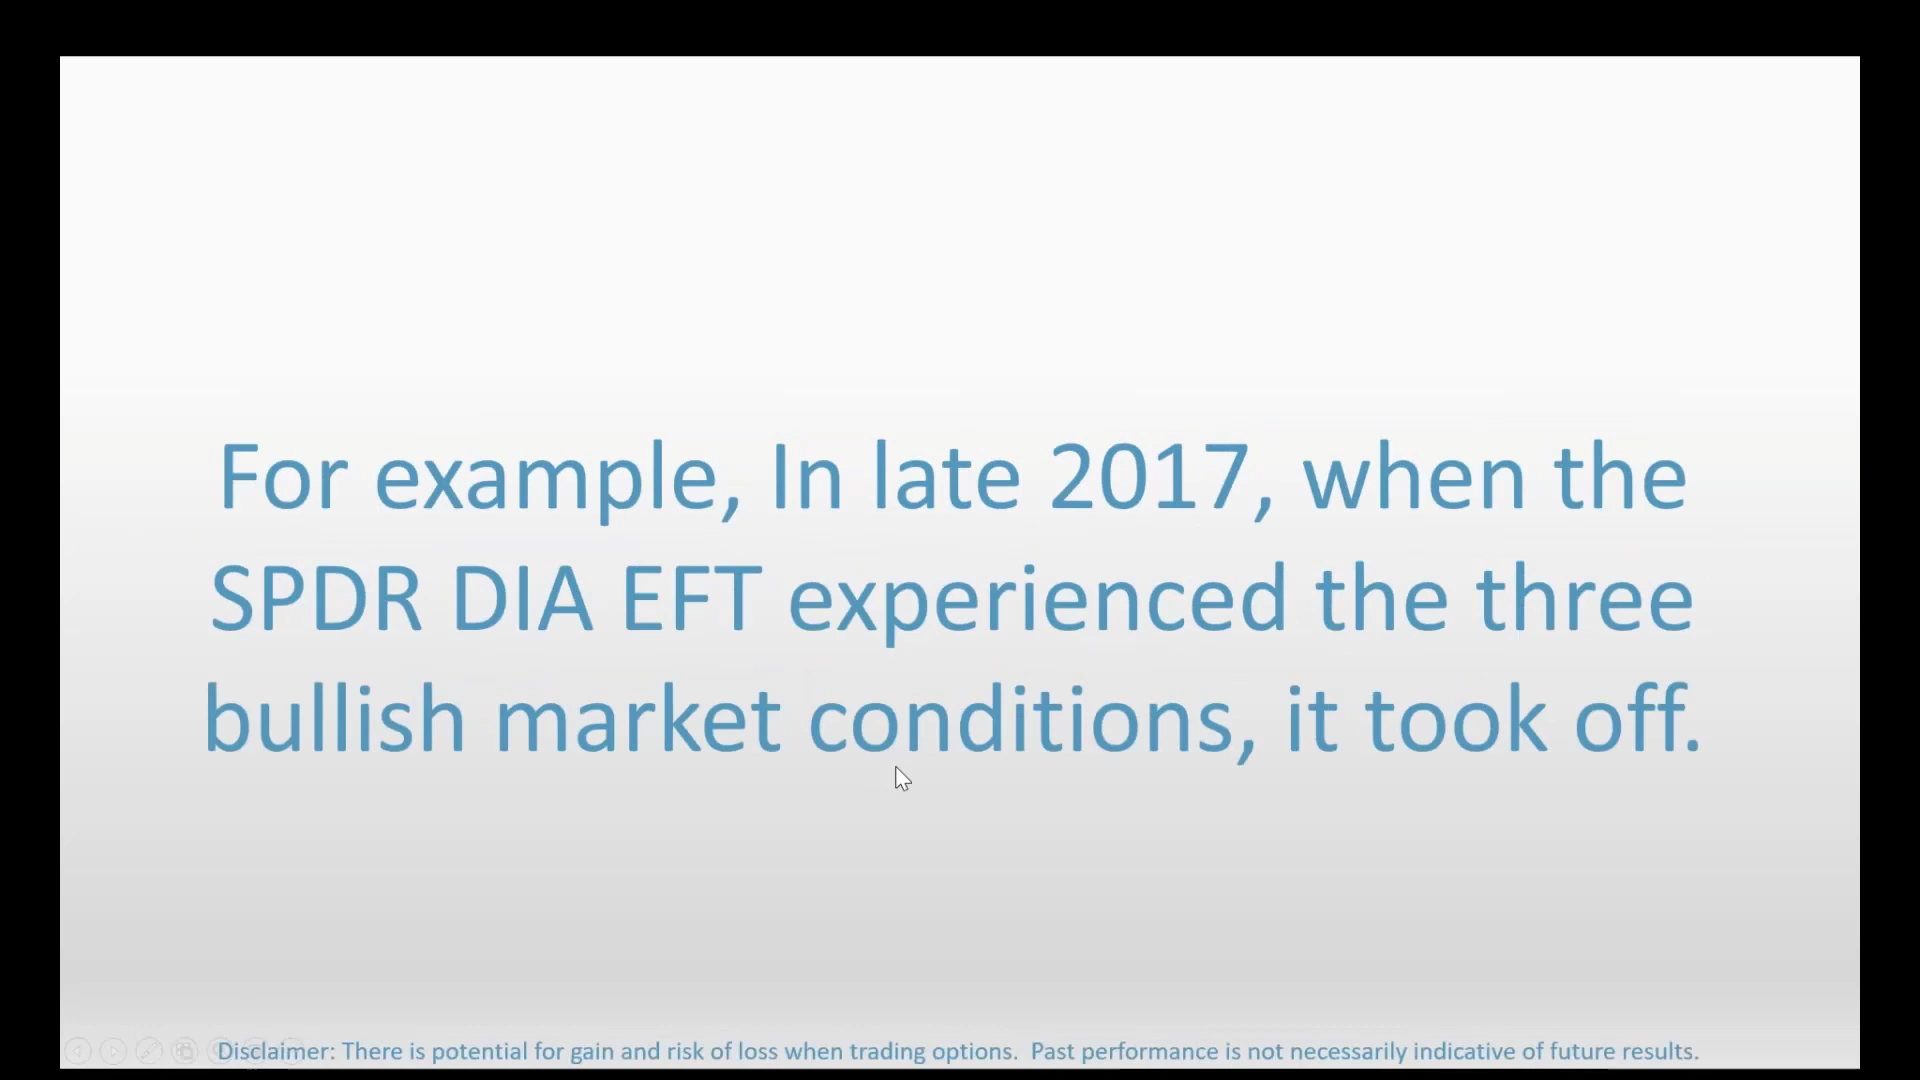 For example, In late 2017, when the
SPDR DIA EFT experienced the three
bullish market conditions, it took off.
Disclaimer: There is potential for gain and risk of loss when trading options.  Past performance is not necessarily indicative of future results.